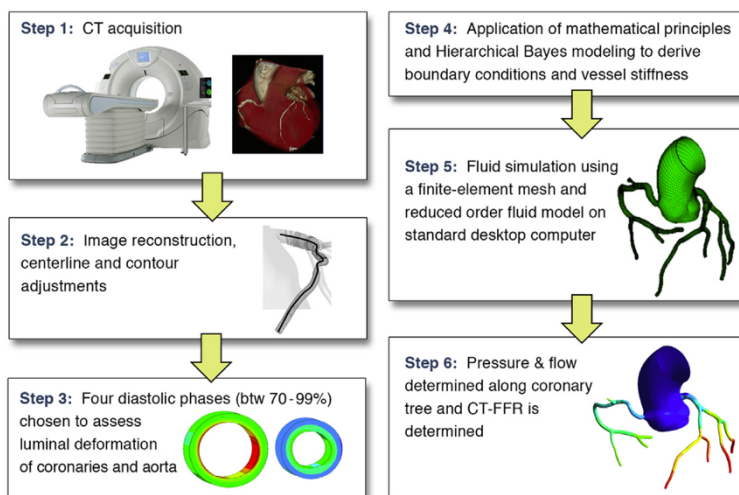 Step 1: CT acquisition
Step 2: Image reconstruction,
centerline and contour
adjustments
Step 3: Four diastolic phases (btw 70-99%)
chosen to assess
luminal deformation
of coronaries and aorta
Step 4: Application of mathematical principles
and Hierarchical Bayes modeling to derive
boundary conditions and vessel stiffness
Step 5: Fluid simulation using
a finite-element mesh and
reduced order fluid model on
standard desktop computer
Step 6: Pressure & flow
determined along coronary
tree and CT-FFR is
determined